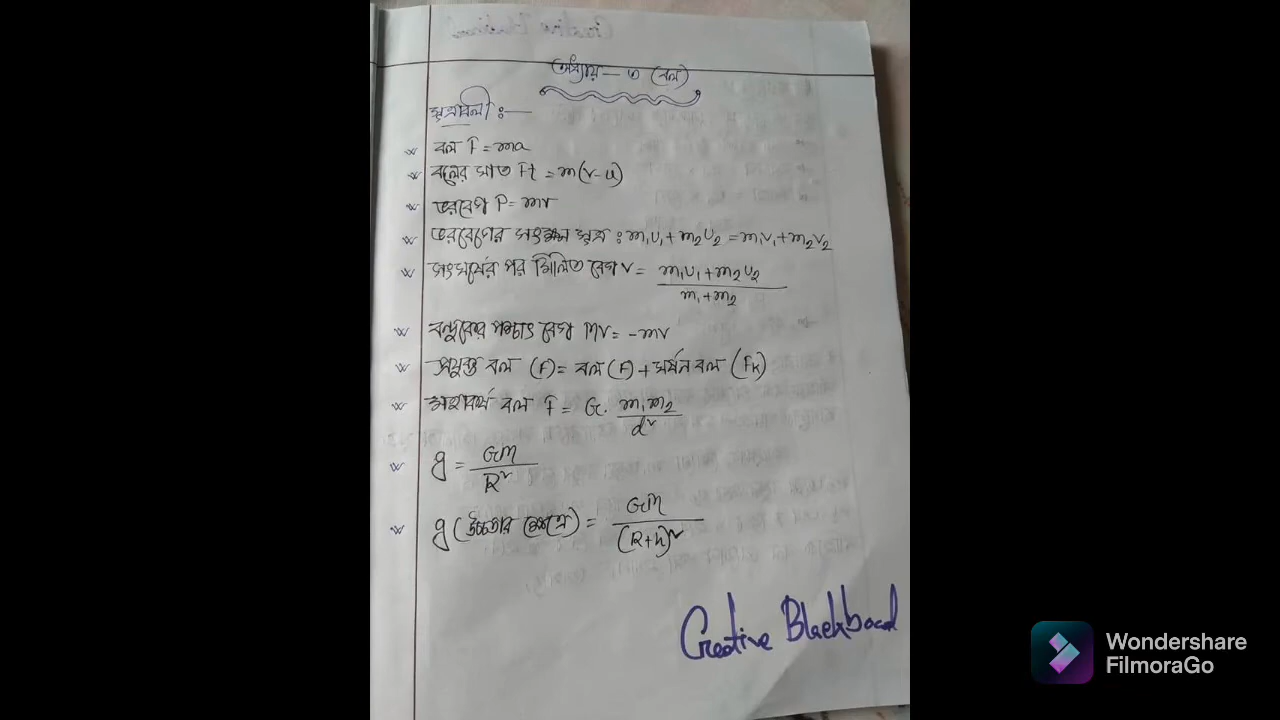 অধ্যায় – ৩ (বল)
সূত্রাবলী :—
বল F = ma
বলের ঘাত Ft = m(v-u)
ভরবেগ P = mv
ভরবেগের সংরক্ষন সূত্র : m₁u₁ + m₂u₂ = m₁v₁ + m₂v₂
সংঘর্ষের পর মিলিত বেগ v = m₁u₁ + m₂u₂ / m₁ + m₂
বন্দুকের পশ্চাৎ বেগ MV = -mv
প্রযুক্ত বল (F) = বল (F) + ঘর্ষন বল (Fk)
মহাকর্ষ বল F = G. m₁m₂ / d²
g = GM / R²
g (উচ্চতার ক্ষেত্রে) = GM / (R+h)²
Creative Blackboard
Wondershare
FilmoraGo